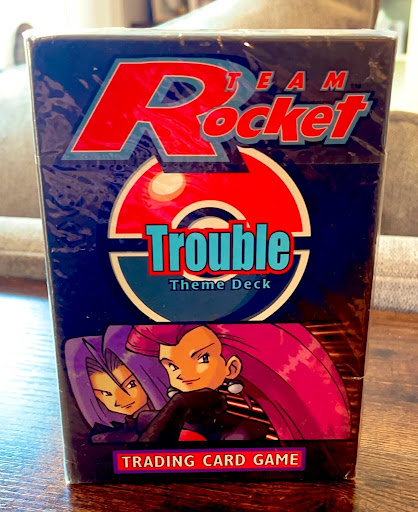 TEAM
Rocket
Trouble
Theme Deck
TRADING CARD GAME